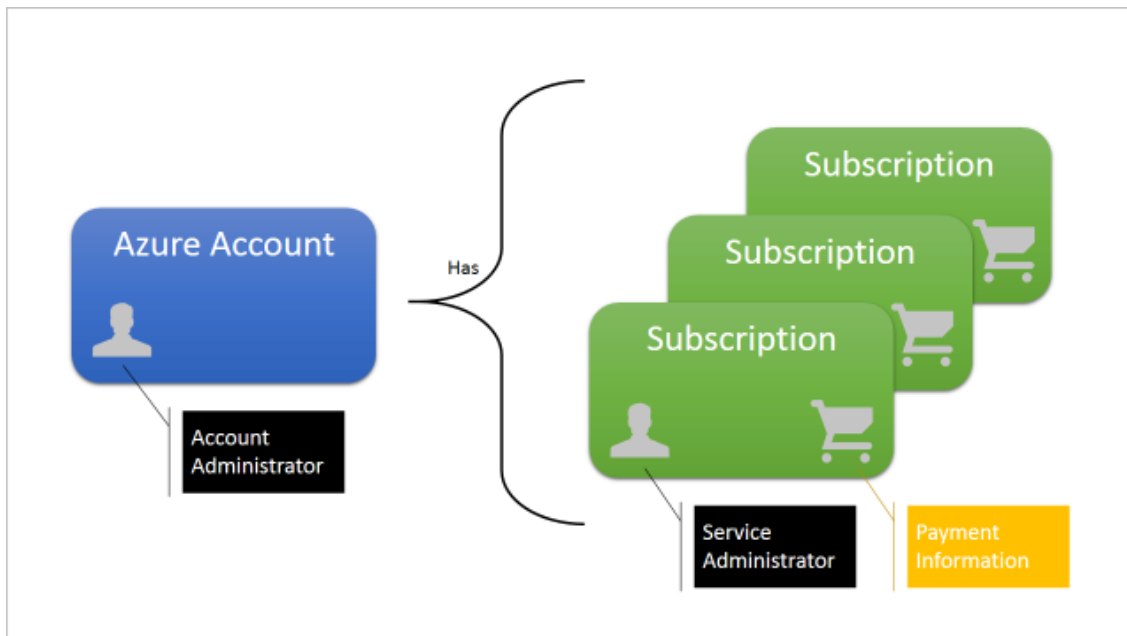 Subscription
Subscription
Azure Account
Has
Subscription
Account
Administrator
Service
Administrator
Payment
Information